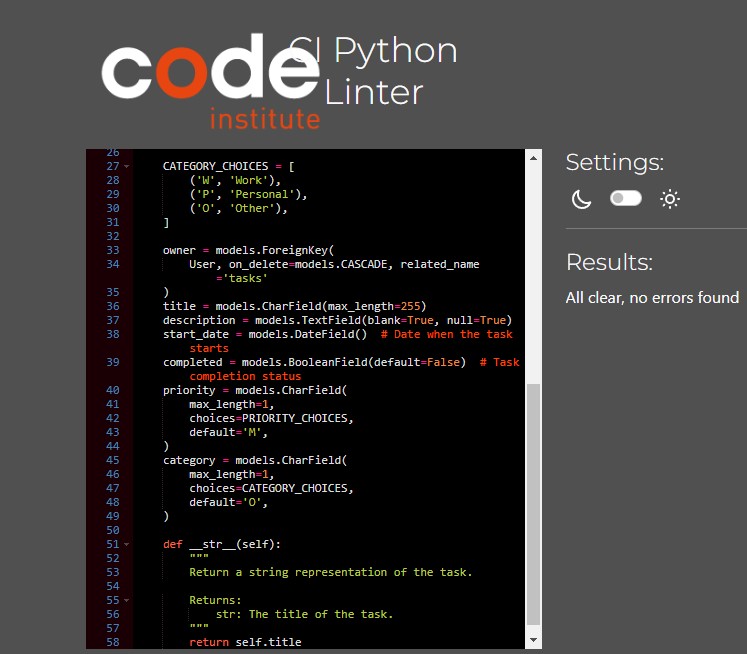 code
institute
CI Python
Linter
26
27 CATEGORY_CHOICES = [
28 ('W', 'Work'),
29 ('P', 'Personal'),
30 ('O', 'Other'),
31 ]
32
33 owner = models.ForeignKey(
34 User, on_delete=models.CASCADE, related_name
='tasks'
35 )
36 title = models.CharField(max_length=255)
37 description = models.TextField(blank=True, null=True)
38 start_date = models.DateField()  # Date when the task
starts
39 completed = models.BooleanField(default=False)  # Task
completion status
40 priority = models.CharField(
41 max_length=1,
42 choices=PRIORITY_CHOICES,
43 default='M',
44 )
45 category = models.CharField(
46 max_length=1,
47 choices=CATEGORY_CHOICES,
48 default='O',
49 )
50
51 def __str__(self):
52 """
53 Return a string representation of the task.
54
55 Returns:
56 str: The title of the task.
57 """
58 return self.title
Settings:
Results:
All clear, no errors found